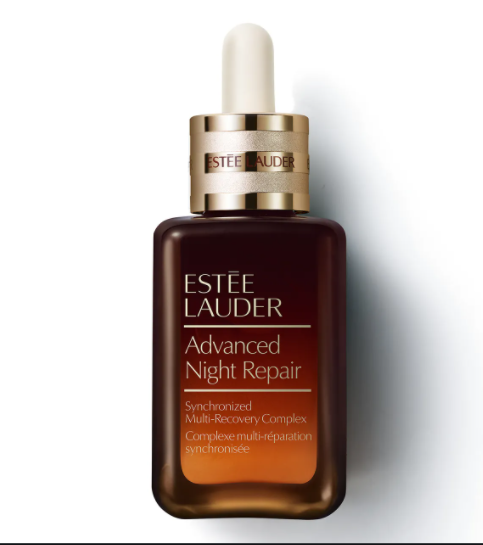 ESTĒE LAUDER
ESTĒE
LAUDER
Advanced
Night Repair
Synchronized
Multi-Recovery Complex
Complexe multi-réparation
synchronisée